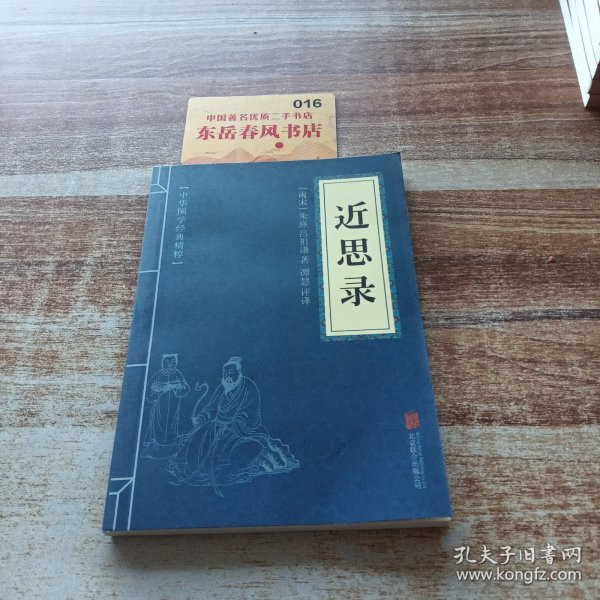 016
中国著名优质二手书店
东岳春风书店
近思录
[南宋]朱熹 吕祖谦 著 谭慧 评译
【中华国学经典精粹】
北京联合出版公司
孔夫子旧书网
www.kongfz.com